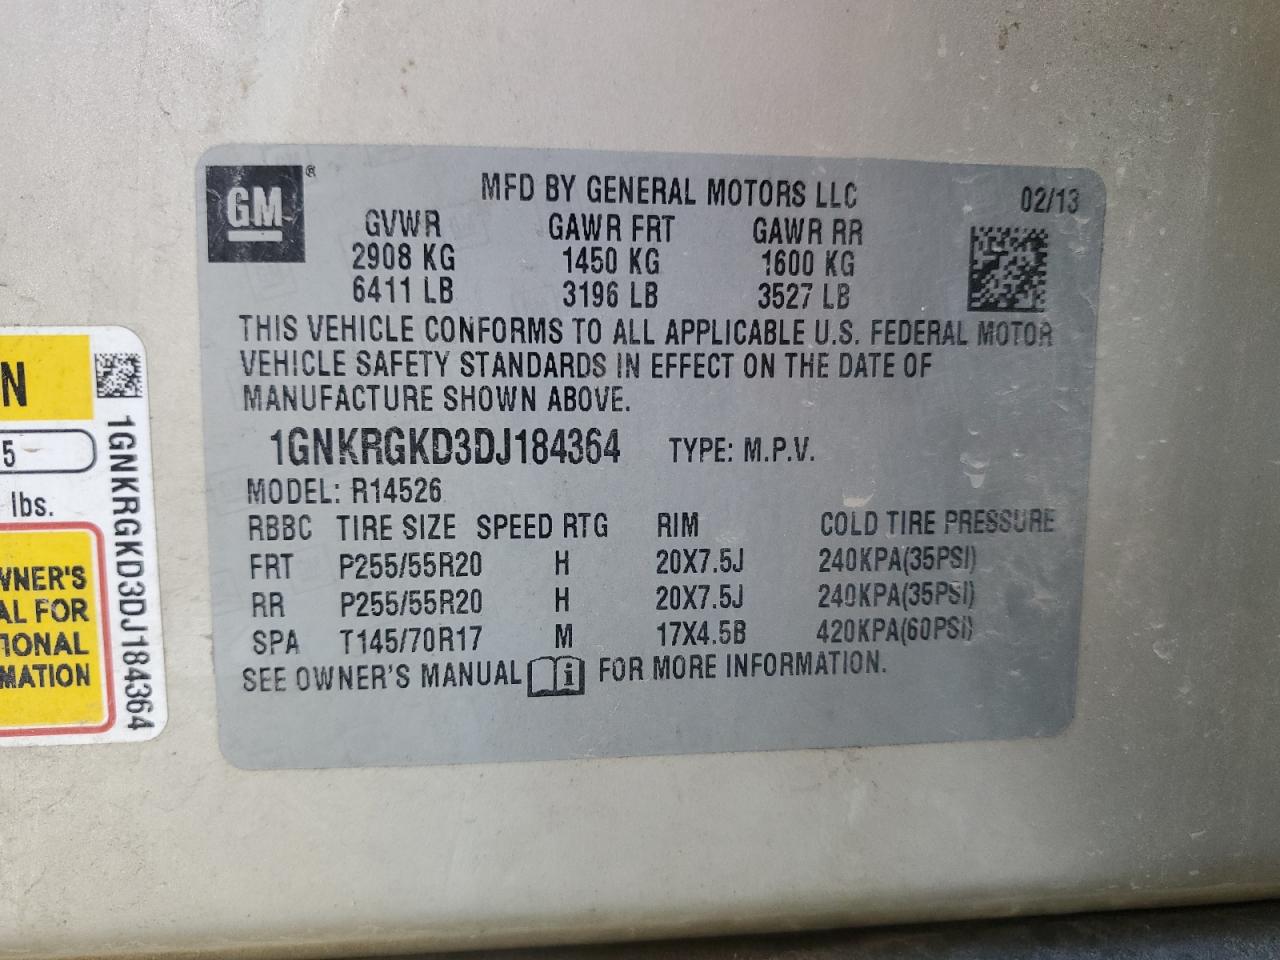 GM ®
MFD BY GENERAL MOTORS LLC 02/13
GVWR GAWR FRT GAWR RR
2908 KG 1450 KG 1600 KG
6411 LB 3196 LB 3527 LB
THIS VEHICLE CONFORMS TO ALL APPLICABLE U.S. FEDERAL MOTOR
VEHICLE SAFETY STANDARDS IN EFFECT ON THE DATE OF
MANUFACTURE SHOWN ABOVE.
1GNKRGKD3DJ184364 TYPE: M.P.V.
MODEL: R14526
RBBC TIRE SIZE SPEED RTG RIM COLD TIRE PRESSURE
FRT P255/55R20 H 20X7.5J 240KPA(35PSI)
RR P255/55R20 H 20X7.5J 240KPA(35PSI)
SPA T145/70R17 M 17X4.5B 420KPA(60PSI)
SEE OWNER'S MANUAL i FOR MORE INFORMATION.
N
5
lbs.
WNER'S
AL FOR
TIONAL
MATION
1GNKRGKD3DJ184364